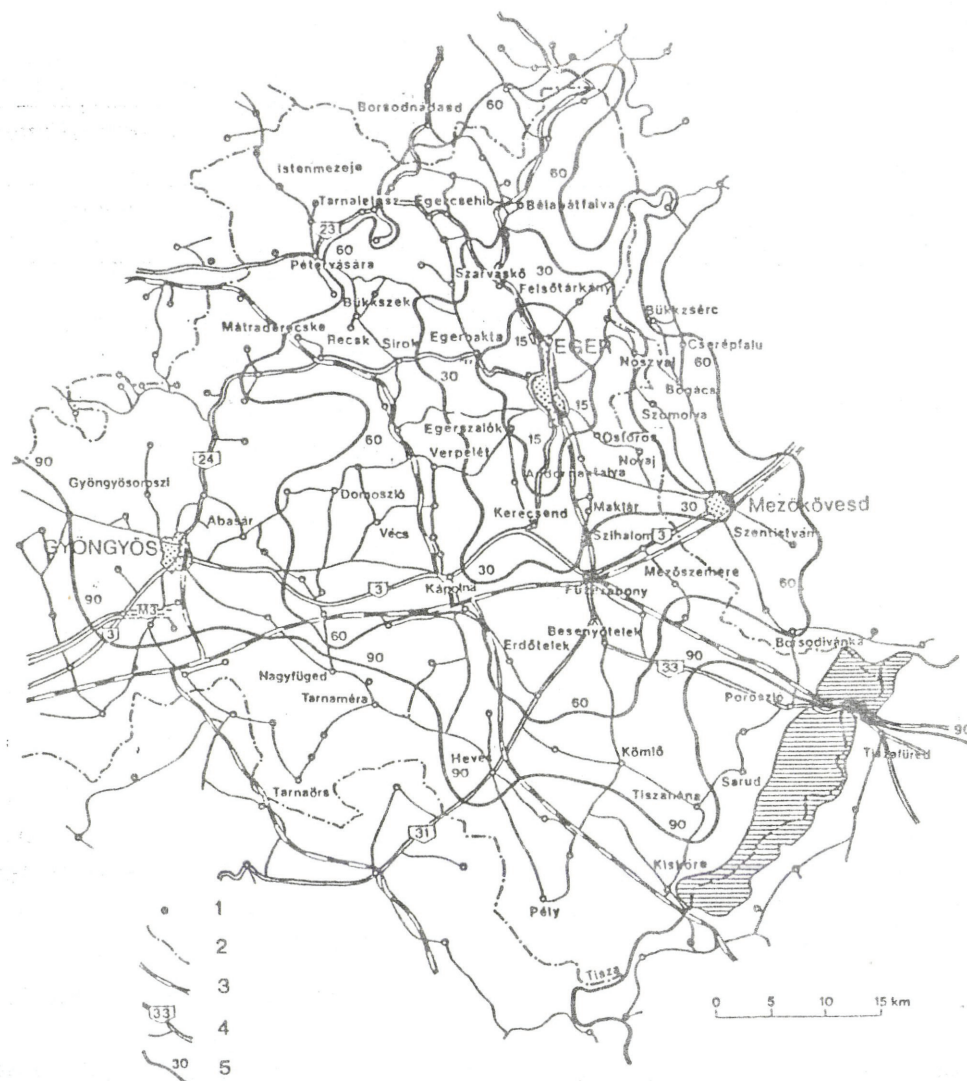 60
Borsodnádasd
60
Istenmezeje
Tarnalelesz
Egercsehi
Bélapátfalva
23
60
Pétervására
30
Szarvaskő
Felsőtárkány
Bükkszék
Bükkzsérc
Mátraderecske
Recsk
Sirok
Egerbakta
15
EGER
Cserépfalu
Noszvaj
60
30
Bogács
15
Szomolya
Egerszalók
15
Ostoros
60
Verpelét
Novaj
90
24
Andornaktálya
Gyöngyösoroszi
Domoszló
Kerecsend
Maklár
30
Mezőkövesd
Abasár
Vécs
Szihalom
3
Szentistván
GYÖNGYÖS
30
Mezőszemere
60
90
3
Kápolna
Füzesabony
M3
3
60
Besenyőtelek
Borsodivánka
Erdőtelek
90
90
33
Nagyfüged
Poroszló
Tarnaméra
60
90
Tiszafüred
Heves
Kömlő
90
Sarud
Tarnaörs
Tiszanána
90
31
Kisköre
Pély
1
2
Tisza
3
0 5 10 15 km
33
4
30
5